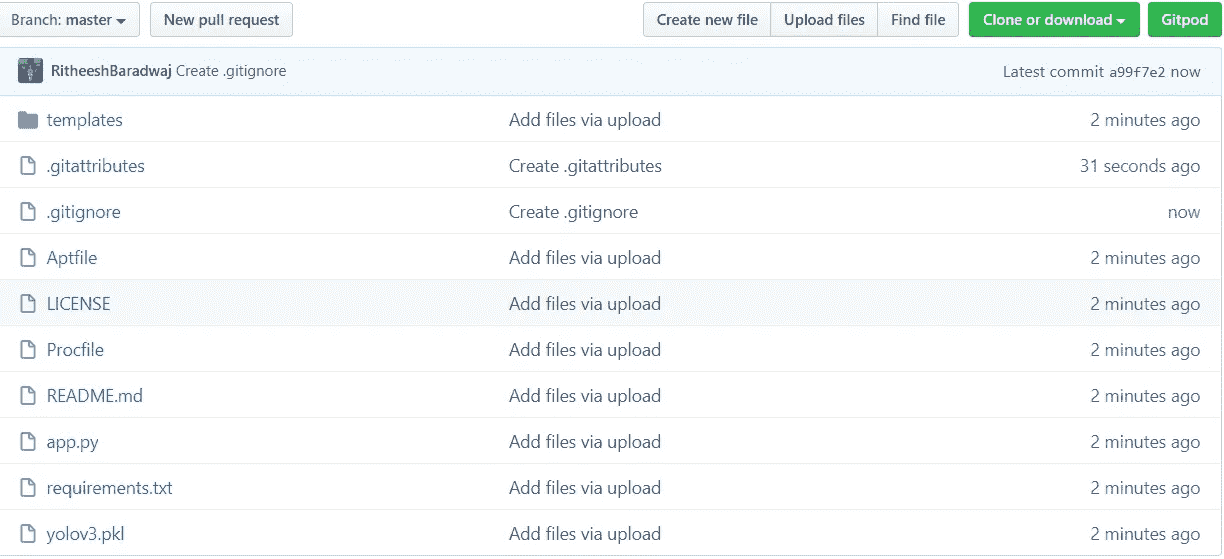 Branch: master New pull request Create new file Upload files Find file Clone or download Gitpod
RitheeshBaradwaj Create .gitignore Latest commit a99f7e2 now
templates Add files via upload 2 minutes ago
.gitattributes Create .gitattributes 31 seconds ago
.gitignore Create .gitignore now
Aptfile Add files via upload 2 minutes ago
LICENSE Add files via upload 2 minutes ago
Procfile Add files via upload 2 minutes ago
README.md Add files via upload 2 minutes ago
app.py Add files via upload 2 minutes ago
requirements.txt Add files via upload 2 minutes ago
yolov3.pkl Add files via upload 2 minutes ago